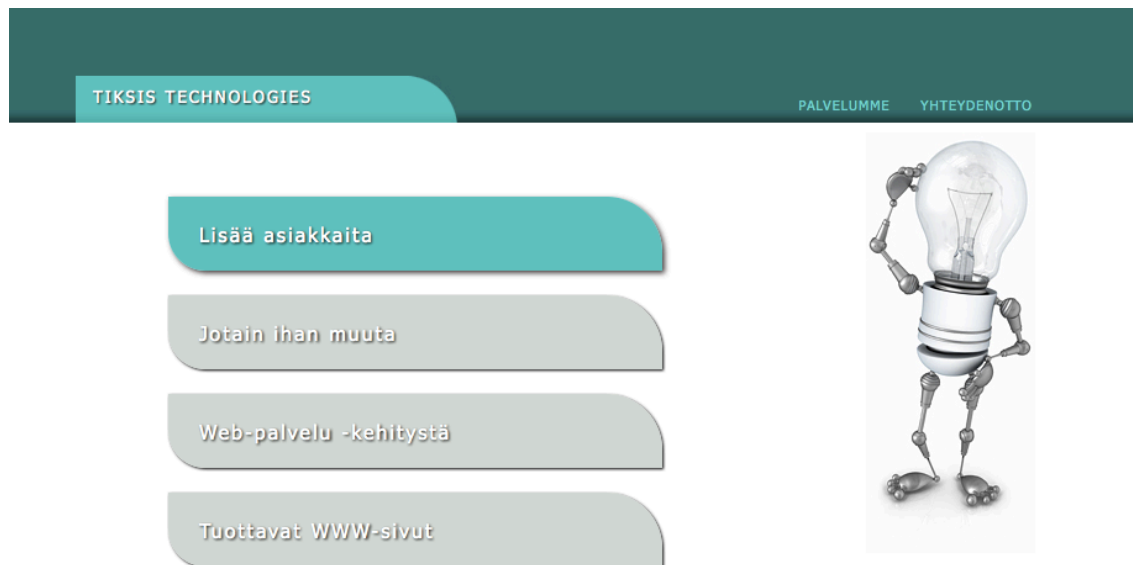 TIKSIS TECHNOLOGIES
PALVELUMME YHTEYDENOTTO
Lisää asiakkaita
Jotain ihan muuta
Web-palvelu -kehitystä
Tuottavat WWW-sivut